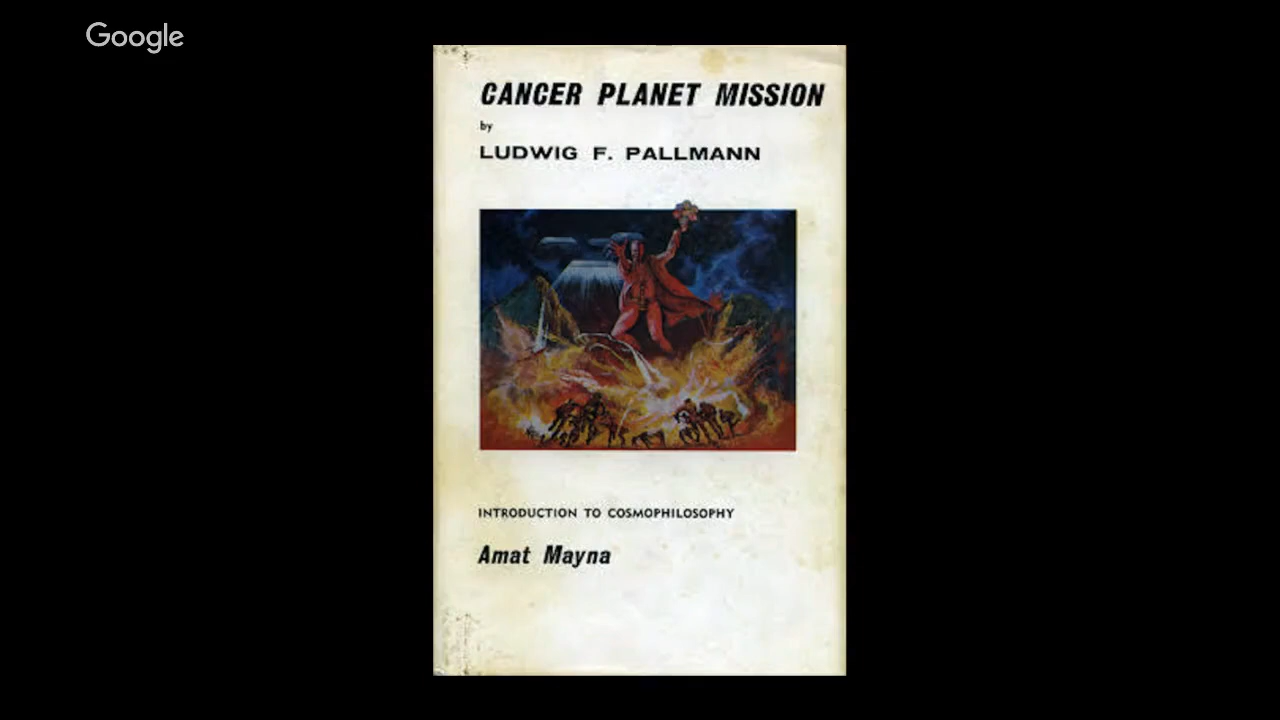 Google
CANCER PLANET MISSION
by
LUDWIG F. PALLMANN
INTRODUCTION TO COSMOPHILOSOPHY
Amat Mayna